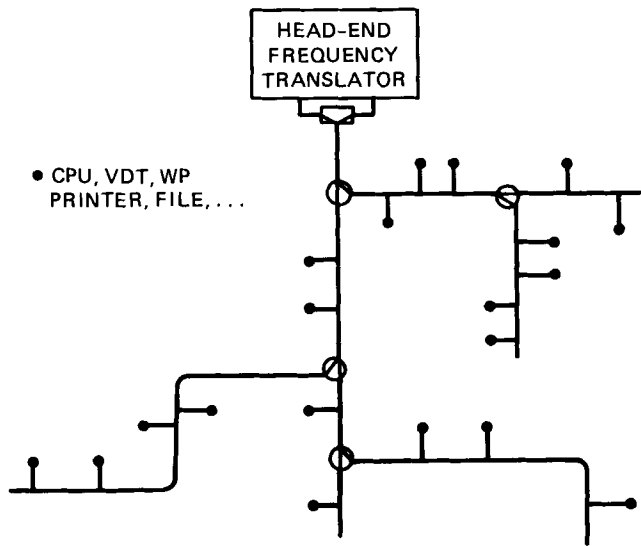 HEAD-END
FREQUENCY
TRANSLATOR
• CPU, VDT, WP
PRINTER, FILE, ...